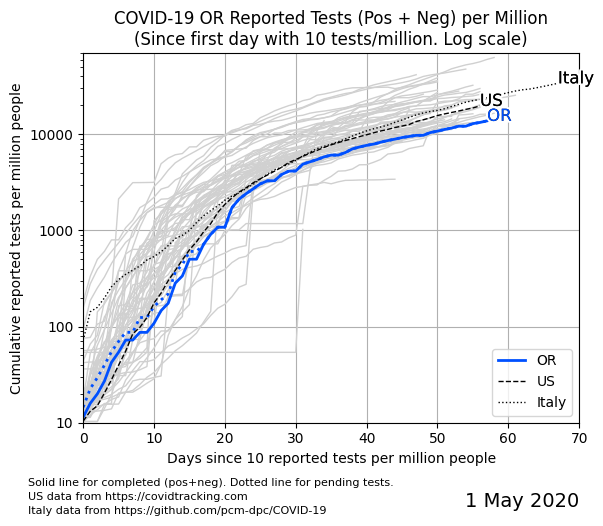 COVID-19 OR Reported Tests (Pos + Neg) per Million
(Since first day with 10 tests/million. Log scale)
Cumulative reported tests per million people
10000
1000
100
10
Italy
US
OR
OR
US
Italy
0 10 20 30 40 50 60 70
Days since 10 reported tests per million people
Solid line for completed (pos+neg). Dotted line for pending tests.
US data from https://covidtracking.com
Italy data from https://github.com/pcm-dpc/COVID-19
1 May 2020